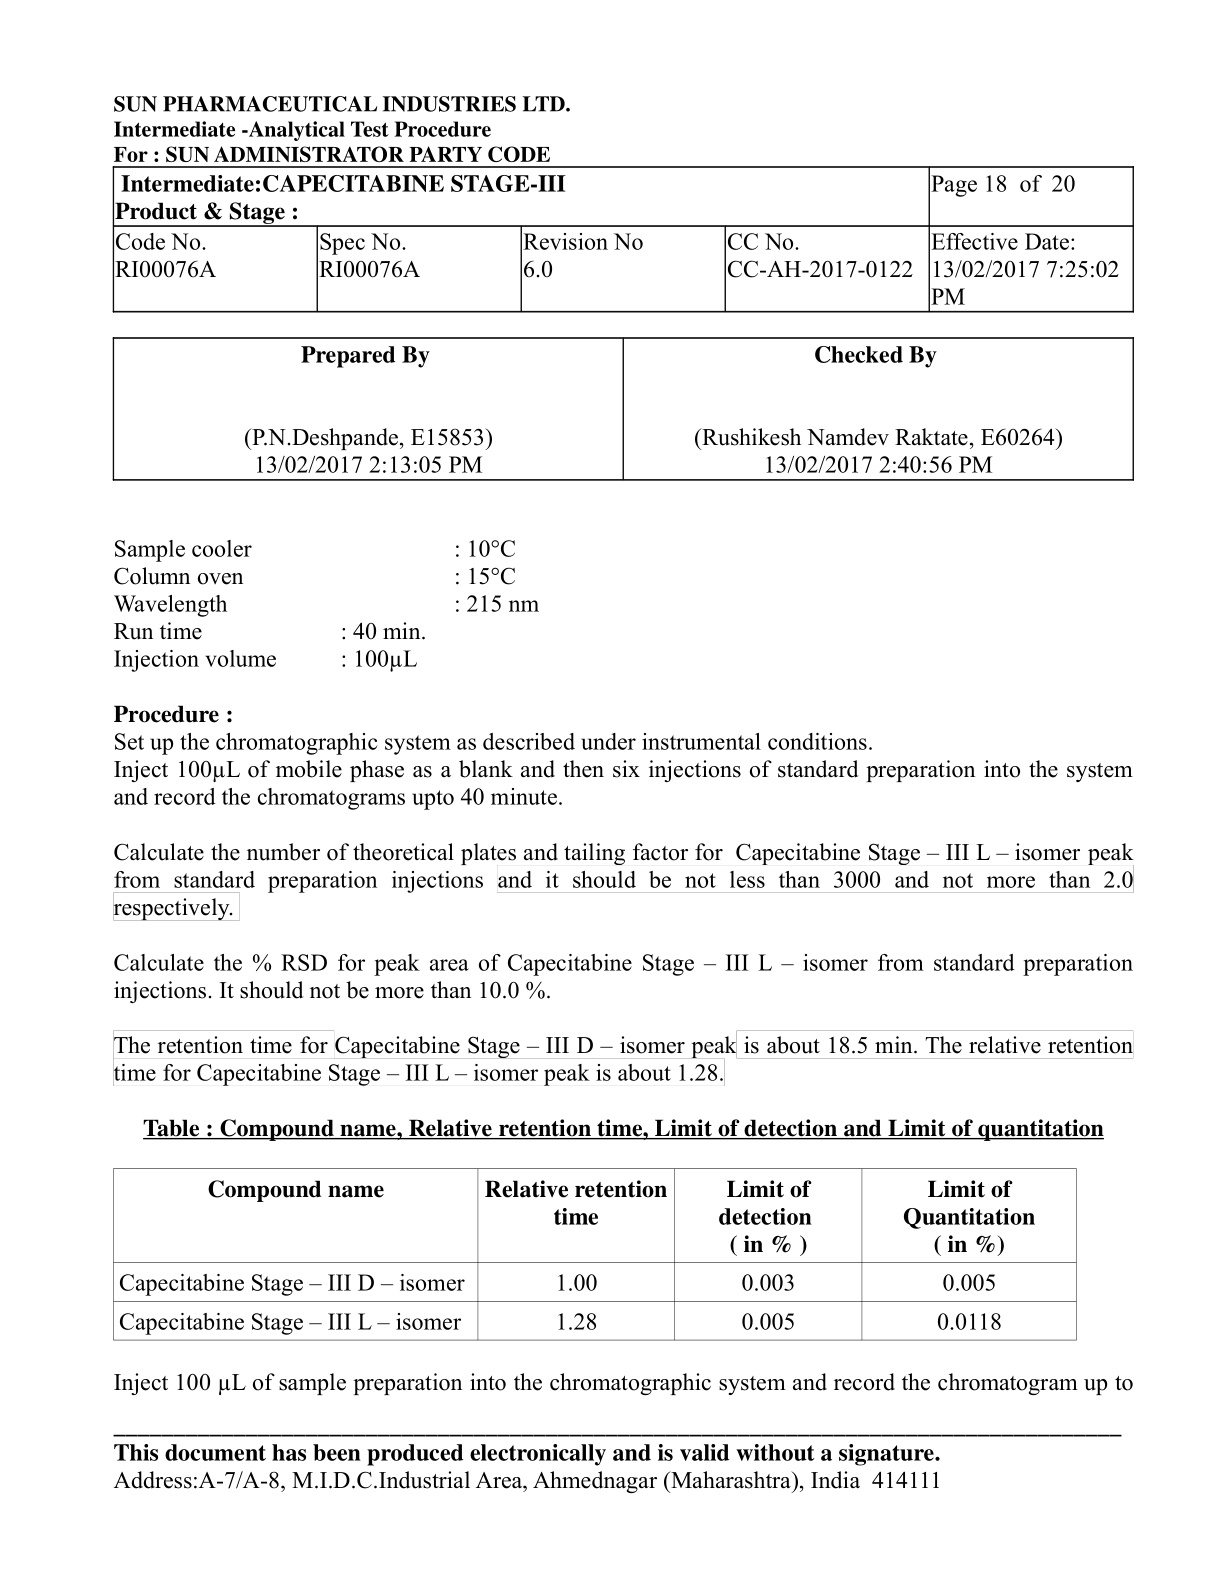 SUN PHARMACEUTICAL INDUSTRIES LTD.
Intermediate -Analytical Test Procedure
For : SUN ADMINISTRATOR PARTY CODE
Intermediate:CAPECITABINE STAGE-III
Product & Stage :
Page 18 of 20
Code No.
RI00076A
Spec No.
RI00076A
Revision No
6.0
CC No.
CC-AH-2017-0122
Effective Date:
13/02/2017 7:25:02
PM
Prepared By
(P.N.Deshpande, E15853)
13/02/2017 2:13:05 PM
Checked By
(Rushikesh Namdev Raktate, E60264)
13/02/2017 2:40:56 PM
Sample cooler : 10°C
Column oven : 15°C
Wavelength : 215 nm
Run time : 40 min.
Injection volume : 100µL
Procedure :
Set up the chromatographic system as described under instrumental conditions.
Inject 100µL of mobile phase as a blank and then six injections of standard preparation into the system
and record the chromatograms upto 40 minute.
Calculate the number of theoretical plates and tailing factor for Capecitabine Stage – III L – isomer peak
from standard preparation injections and it should be not less than 3000 and not more than 2.0
respectively.
Calculate the % RSD for peak area of Capecitabine Stage – III L – isomer from standard preparation
injections. It should not be more than 10.0 %.
The retention time for Capecitabine Stage – III D – isomer peak is about 18.5 min. The relative retention
time for Capecitabine Stage – III L – isomer peak is about 1.28.
Table : Compound name, Relative retention time, Limit of detection and Limit of quantitation
Compound name
Relative retention
time
Limit of
detection
( in % )
Limit of
Quantitation
( in %)
Capecitabine Stage – III D – isomer 1.00 0.003 0.005
Capecitabine Stage – III L – isomer 1.28 0.005 0.0118
Inject 100 µL of sample preparation into the chromatographic system and record the chromatogram up to
This document has been produced electronically and is valid without a signature.
Address:A-7/A-8, M.I.D.C.Industrial Area, Ahmednagar (Maharashtra), India 414111